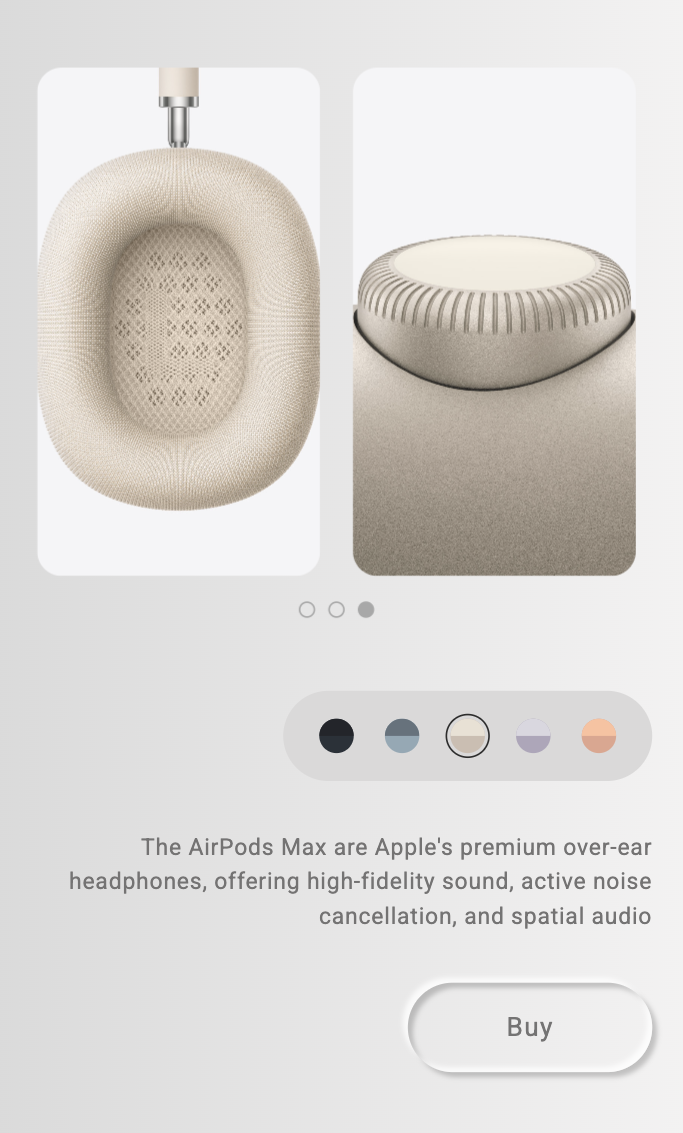 The AirPods Max are Apple's premium over-ear
headphones, offering high-fidelity sound, active noise
cancellation, and spatial audio
Buy